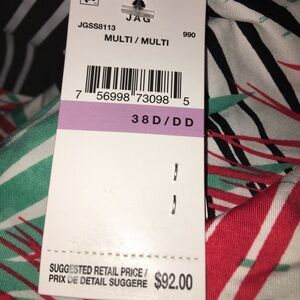 JAG
JGSS8113 990
MULTI / MULTI
7 56998 73098 5
38D/DD
SUGGESTED RETAIL PRICE/
PRIX DE DETAIL SUGGERE $92.00